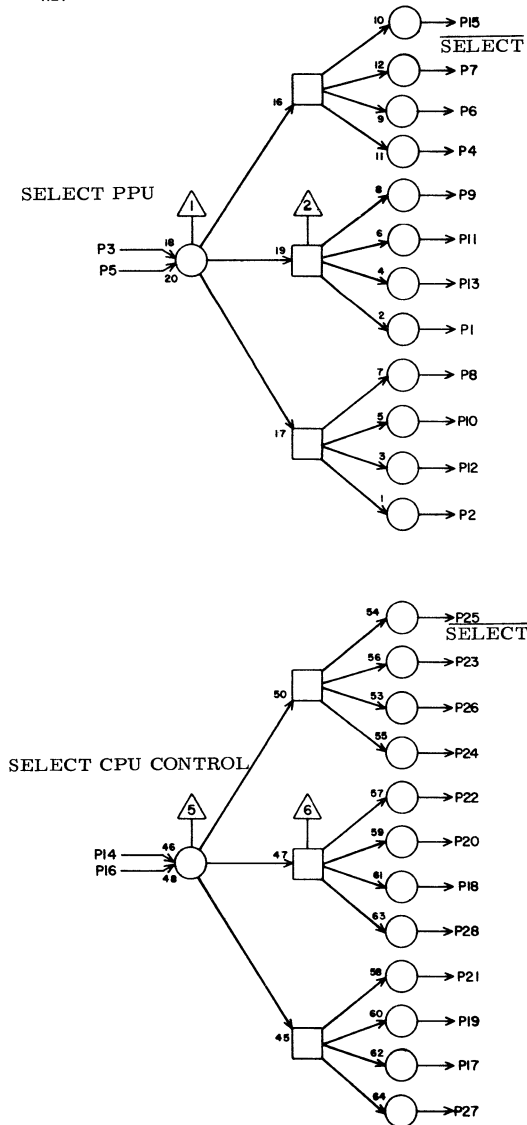 10 P15
SELECT
12 P7
16
9 P6
11 P4
SELECT PPU
1 2
8 P9
P3 18 19 6 P11
P5 20
4 P13
2 P1
7 P8
17
5 P10
3 P12
1 P2
54 P25
SELECT
56 P23
50
53 P26
55 P24
SELECT CPU CONTROL
5 6
57 P22
P14 46 47 59 P20
P16 48
61 P18
63 P28
58 P21
45
60 P19
62 P17
64 P27